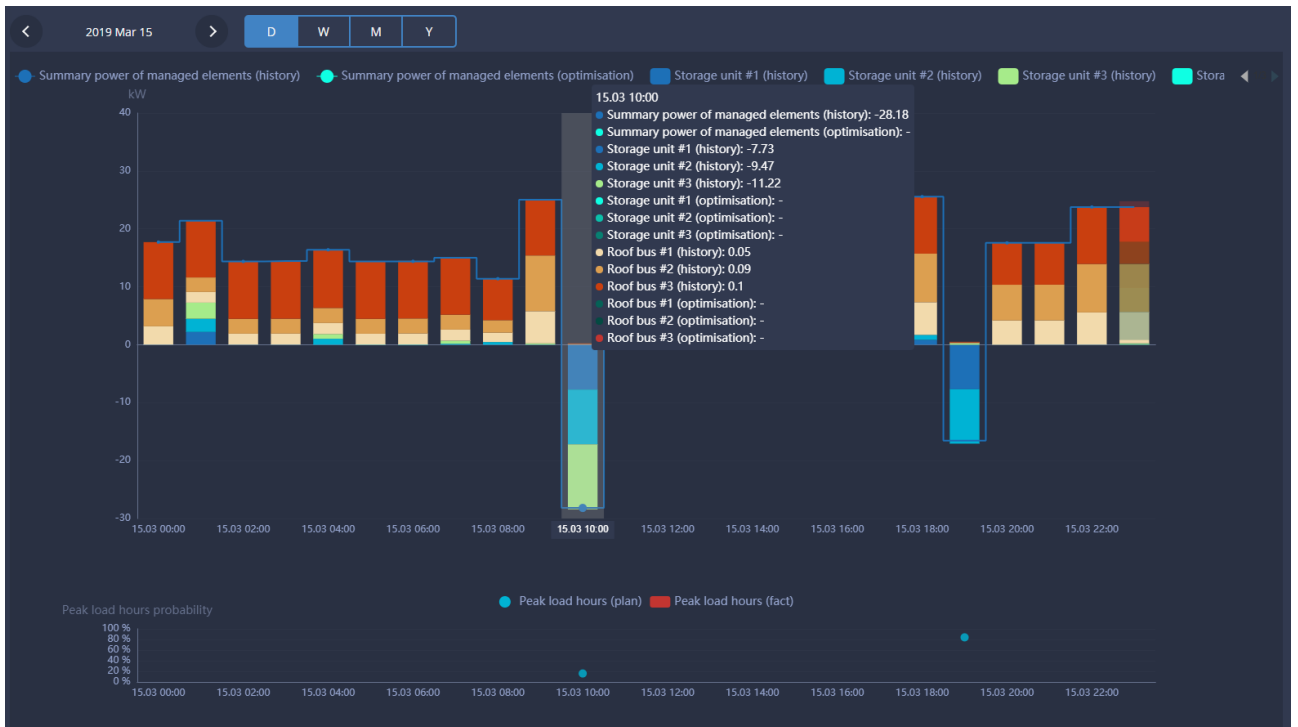 2019 Mar 15 D W M Y
Summary power of managed elements (history) Summary power of managed elements (optimisation) Storage unit #1 (history) Storage unit #2 (history) Storage unit #3 (history) Stora
kW
15.03 10:00
Summary power of managed elements (history): -28.18
Summary power of managed elements (optimisation): -
Storage unit #1 (history): -7.73
Storage unit #2 (history): -9.47
Storage unit #3 (history): -11.22
Storage unit #1 (optimisation): -
Storage unit #2 (optimisation): -
Storage unit #3 (optimisation): -
Roof bus #1 (history): 0.05
Roof bus #2 (history): 0.09
Roof bus #3 (history): 0.1
Roof bus #1 (optimisation): -
Roof bus #2 (optimisation): -
Roof bus #3 (optimisation): -
40
30
20
10
0
-10
-20
-30
15.03 00:00 15.03 02:00 15.03 04:00 15.03 06:00 15.03 08:00 15.03 10:00 15.03 12:00 15.03 14:00 15.03 16:00 15.03 18:00 15.03 20:00 15.03 22:00
Peak load hours (plan) Peak load hours (fact)
Peak load hours probability
100 %
80 %
60 %
40 %
20 %
0 %
15.03 00:00 15.03 02:00 15.03 04:00 15.03 06:00 15.03 08:00 15.03 10:00 15.03 12:00 15.03 14:00 15.03 16:00 15.03 18:00 15.03 20:00 15.03 22:00